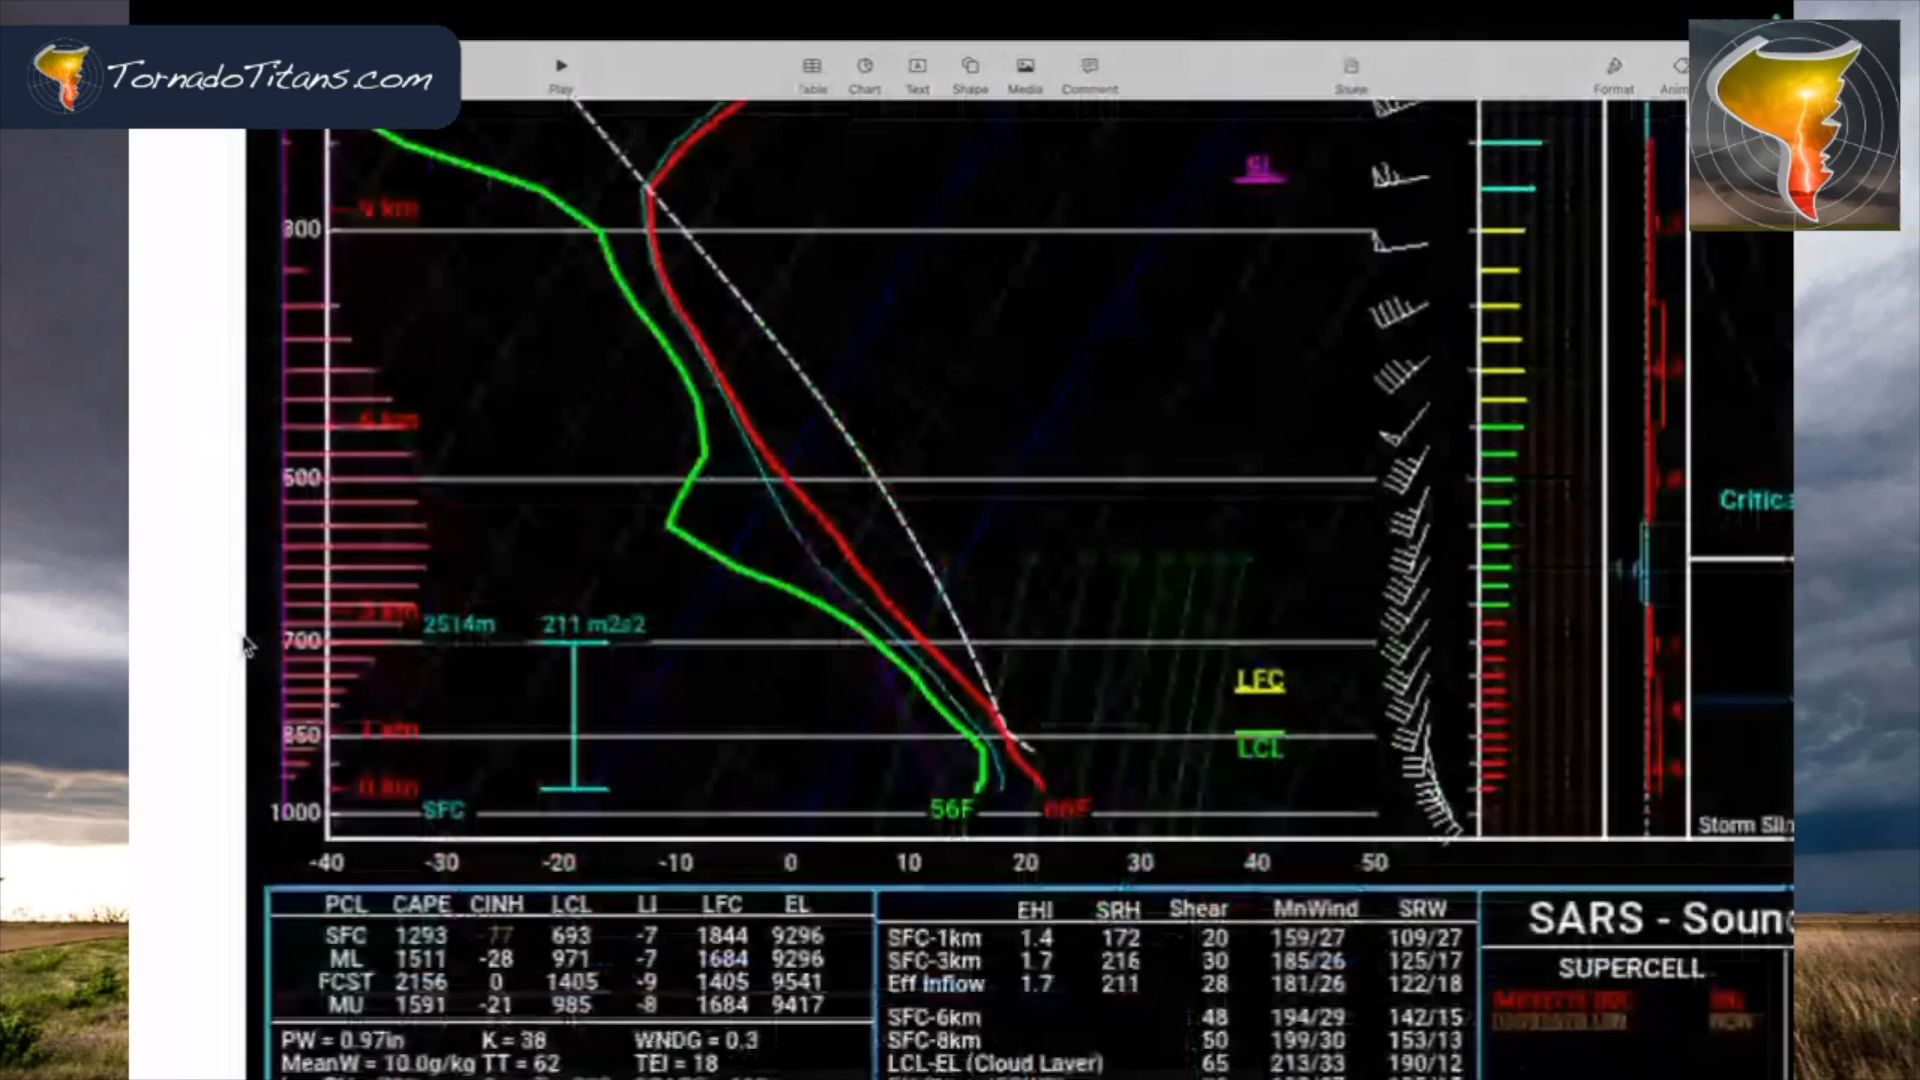 TornadoTitans.com
Play
Table
Chart
Text
Shape
Media
Comment
Share
Format
300
500
700
850
1000
2514m
211 m2s2
LFC
LCL
SFC
56F
-40 -30 -20 -10 0 10 20 30 40 50
Critica
Storm Slin
PCL CAPE CINH LCL LI LFC EL
SFC 1293 -77 693 -7 1844 9296
ML 1511 -28 971 -7 1684 9296
FCST 2156 0 1405 -9 1405 9541
MU 1591 -21 985 -8 1684 9417
PW = 0.97in K = 38 WNDG = 0.3
MeanW = 10.0g/kg TT = 62 TEI = 18
EHI SRH Shear MnWind SRW
SFC-1km 1.4 172 20 159/27 109/27
SFC-3km 1.7 216 30 185/26 125/17
Eff Inflow 1.7 211 28 181/26 122/18
SFC-6km 48 194/29 142/15
SFC-8km 50 199/30 153/13
LCL-EL (Cloud Layer) 65 213/33 190/12
SARS - Sound
SUPERCELL